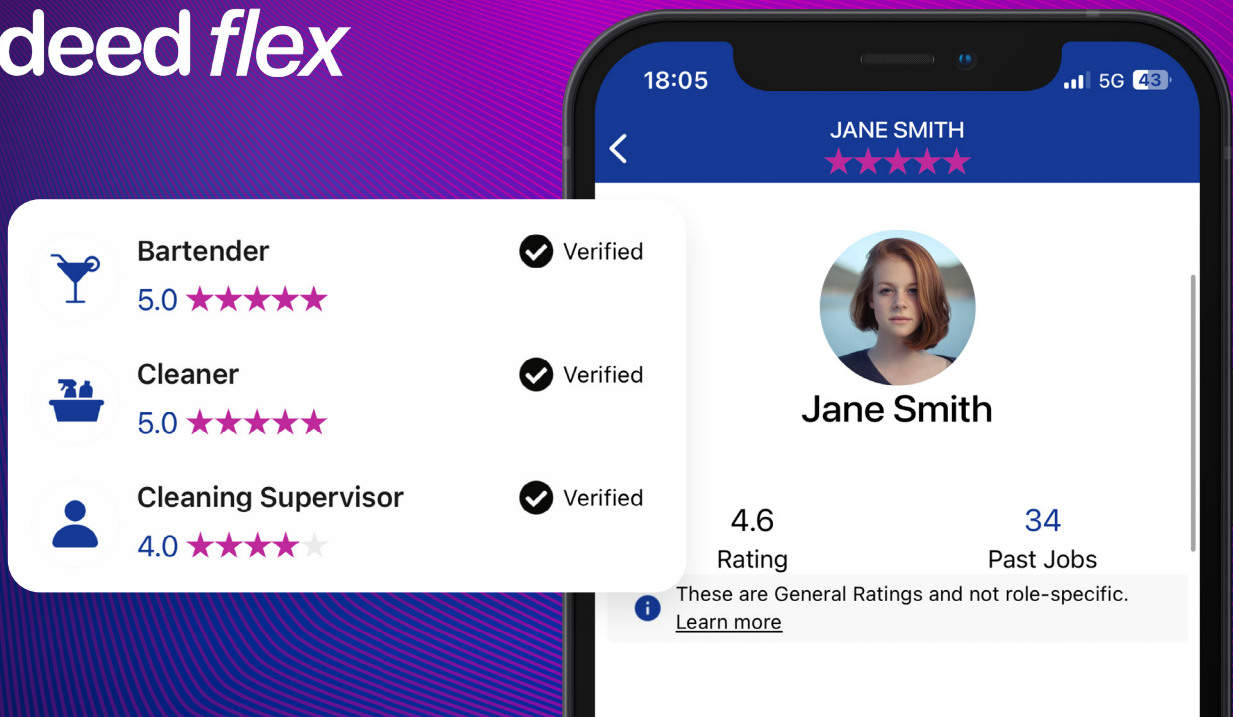 deed flex
Bartender
Verified
5.0
Cleaner
Verified
5.0
Cleaning Supervisor
Verified
4.0
18:05
5G 43
JANE SMITH
Jane Smith
4.6
34
Rating
Past Jobs
These are General Ratings and not role-specific.
Learn more